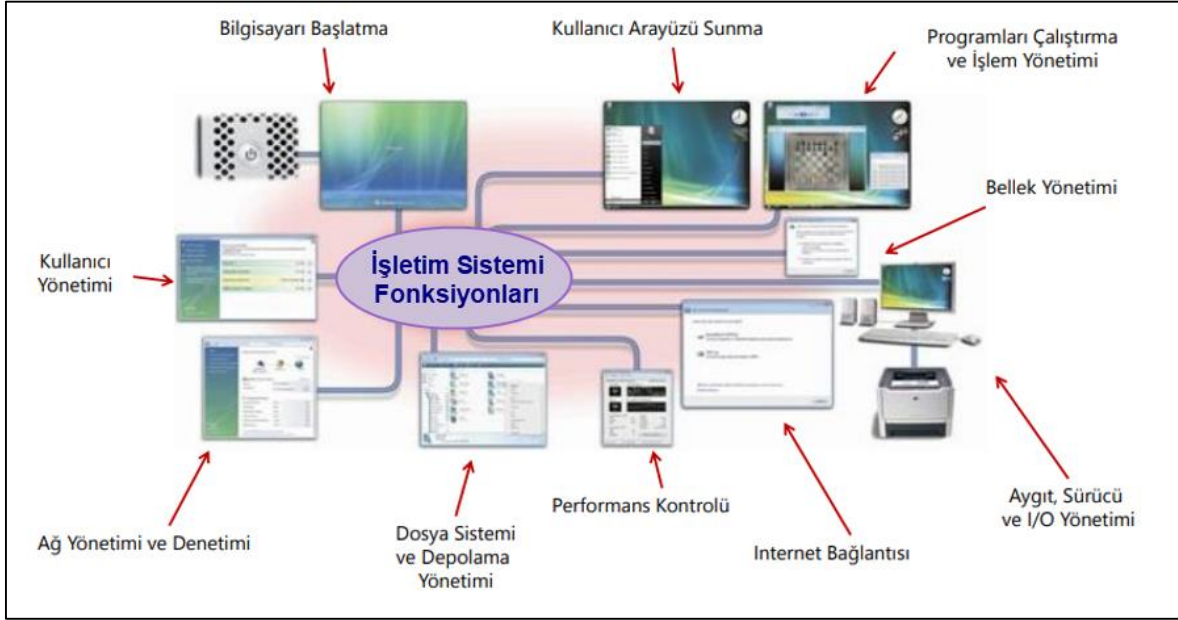 Bilgisayarı Başlatma
Kullanıcı Arayüzü Sunma
Programları Çalıştırma
ve İşlem Yönetimi
Bellek Yönetimi
Kullanıcı
Yönetimi
İşletim Sistemi
Fonksiyonları
Aygıt, Sürücü
ve I/O Yönetimi
Performans Kontrolü
Ağ Yönetimi ve Denetimi
Dosya Sistemi
ve Depolama
Yönetimi
Internet Bağlantısı